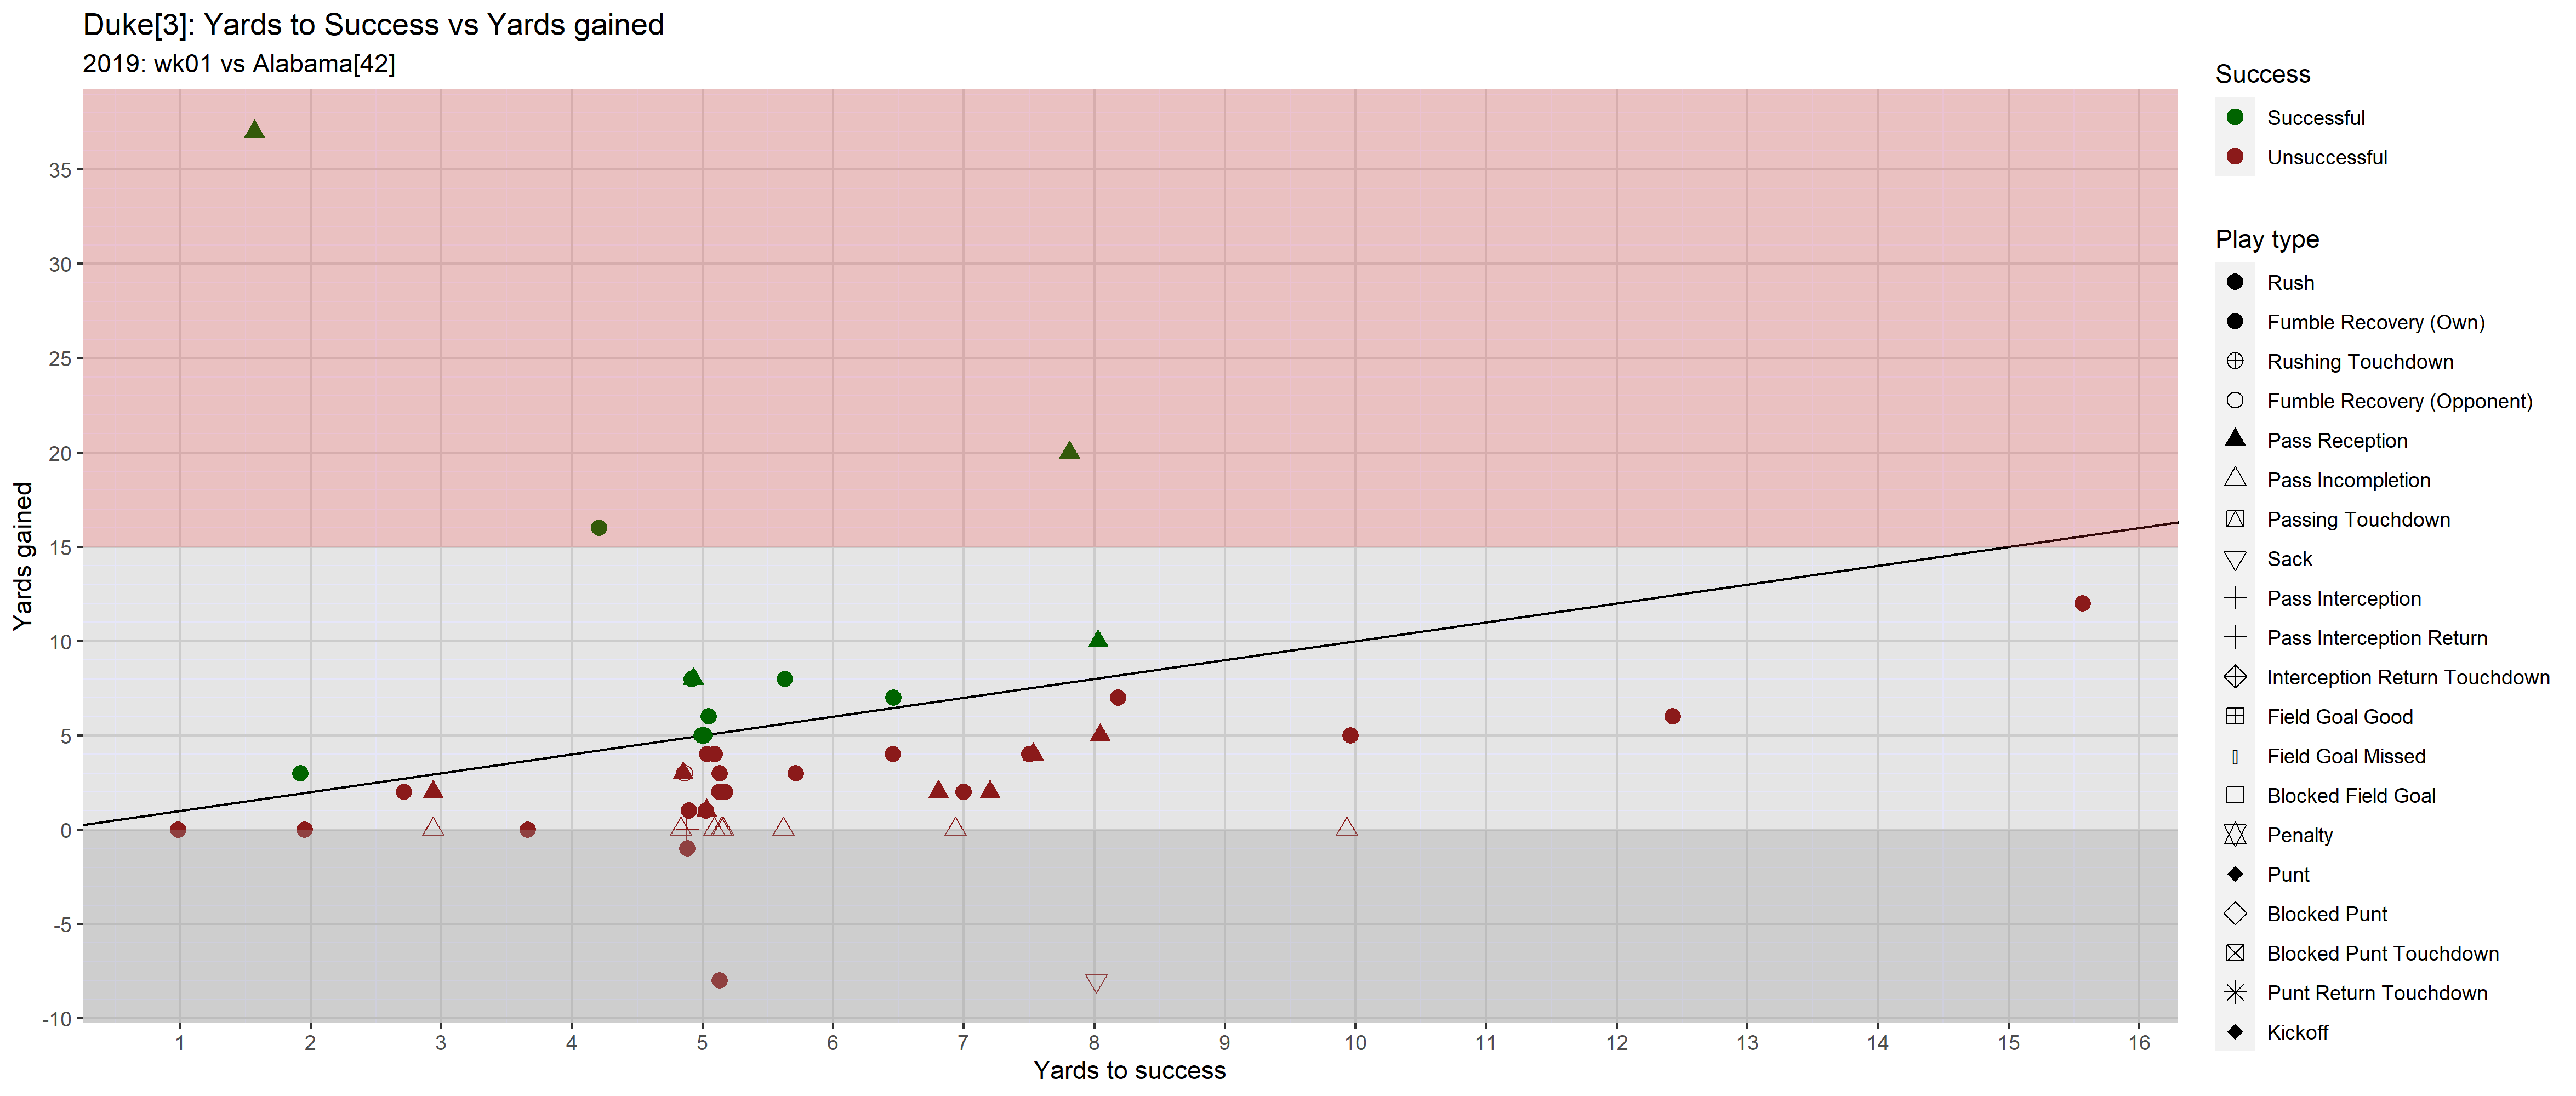 Duke[3]: Yards to Success vs Yards gained
2019: wk01 vs Alabama[42]
Yards gained
35
30
25
20
15
10
5
0
-5
-10
1 2 3 4 5 6 7 8 9 10 11 12 13 14 15 16
Yards to success
Success
Successful
Unsuccessful
Play type
Rush
Fumble Recovery (Own)
Rushing Touchdown
Fumble Recovery (Opponent)
Pass Reception
Pass Incompletion
Passing Touchdown
Sack
Pass Interception
Pass Interception Return
Interception Return Touchdown
Field Goal Good
Field Goal Missed
Blocked Field Goal
Penalty
Punt
Blocked Punt
Blocked Punt Touchdown
Punt Return Touchdown
Kickoff